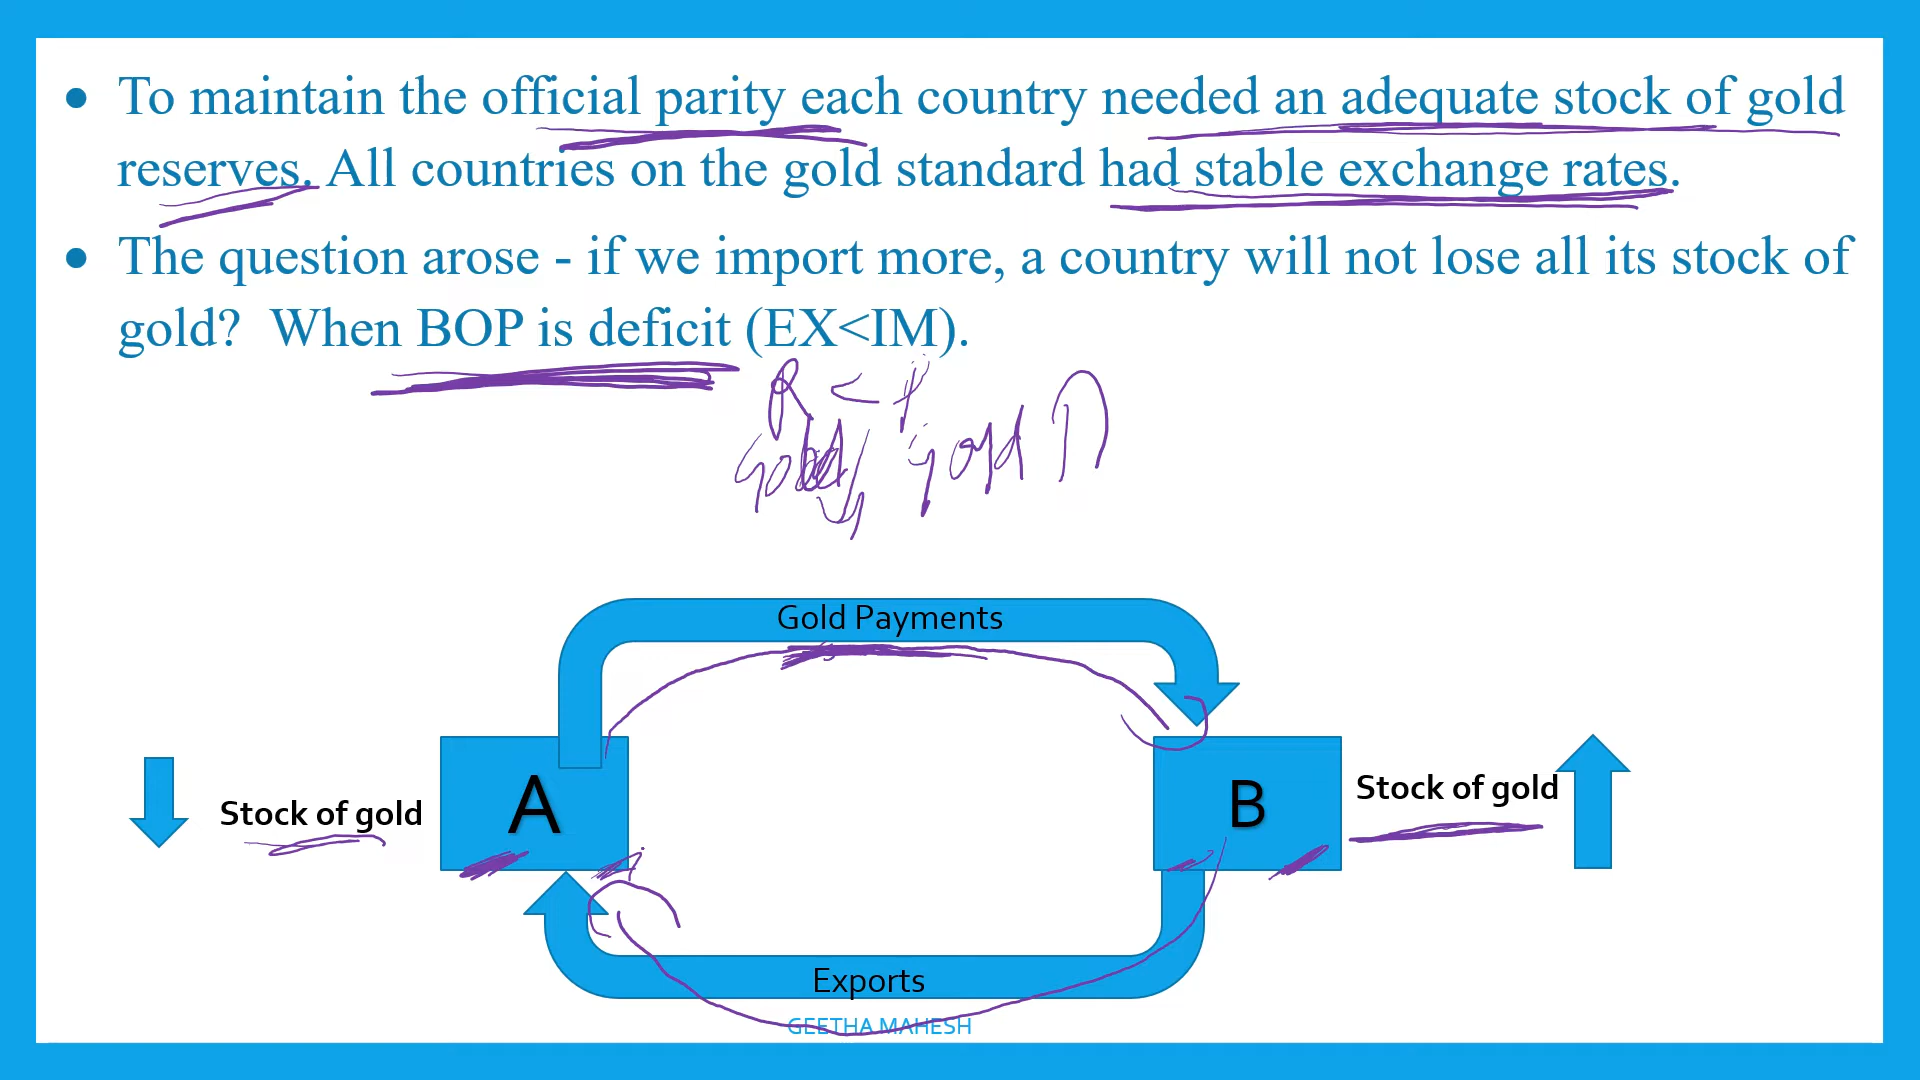 • To maintain the official parity each country needed an adequate stock of gold
reserves. All countries on the gold standard had stable exchange rates.
• The question arose - if we import more, a country will not lose all its stock of
gold?  When BOP is deficit (EX<IM).
R < P
gold
Gold Payments
A
B
Stock of gold
Stock of gold
Exports
GEETHA MAHESH